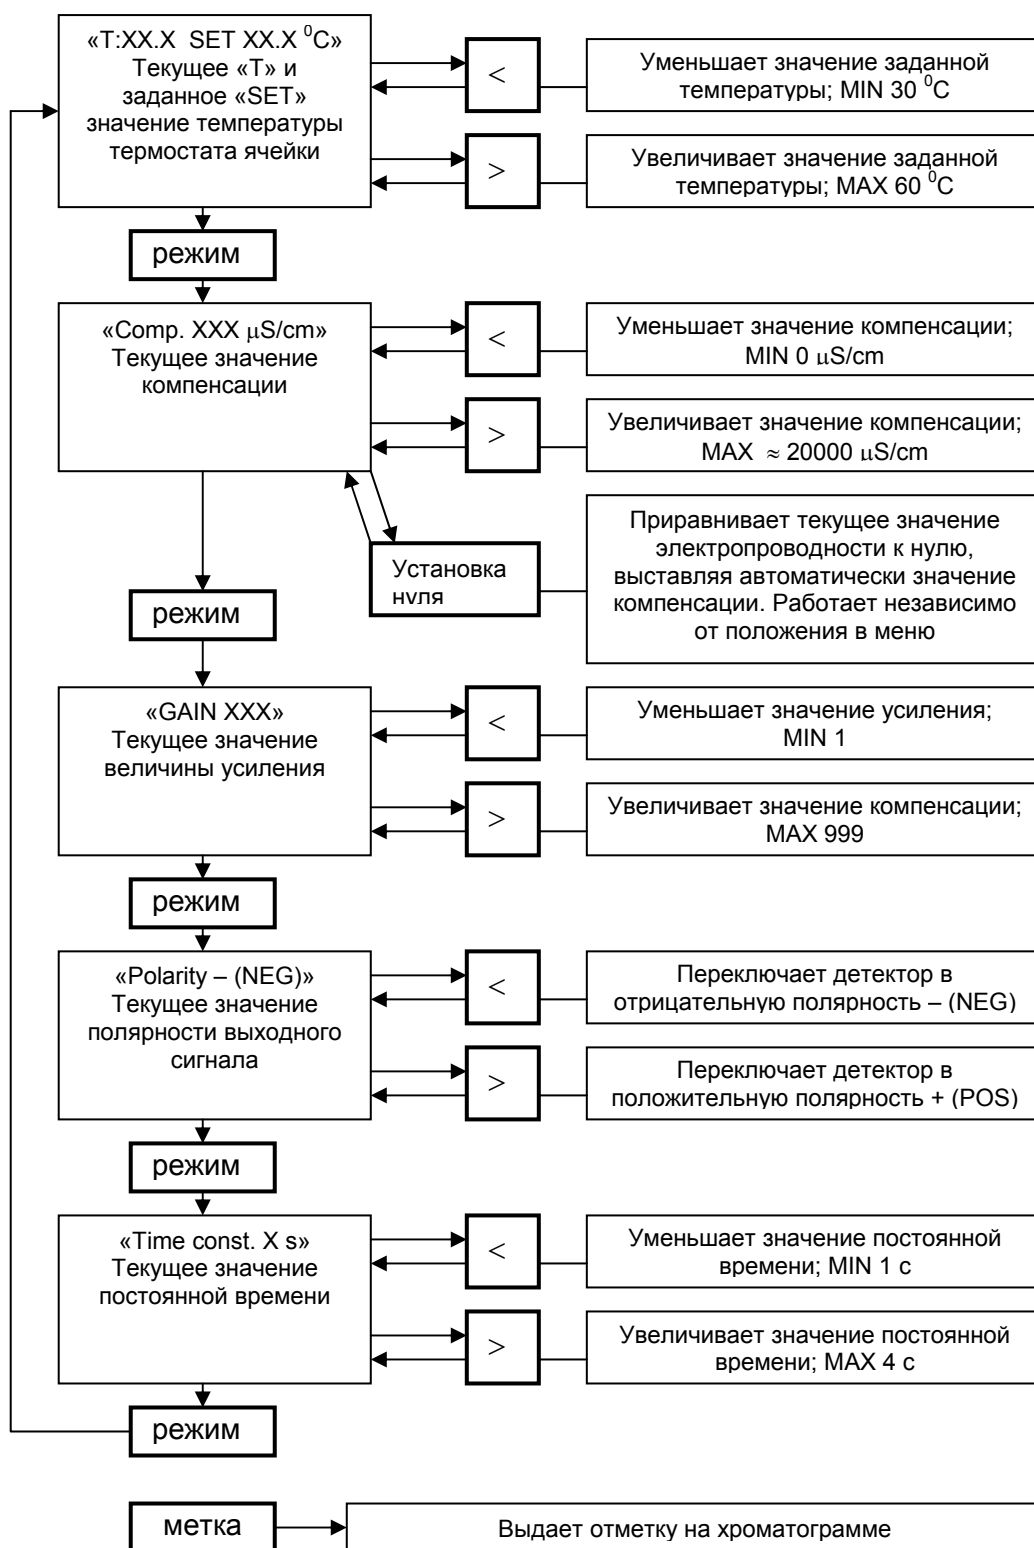 «T:XX.X SET XX.X ⁰C»
Текущее «Т» и
заданное «SET»
значение температуры
термостата ячейки
<
Уменьшает значение заданной
температуры; MIN 30 ⁰C
>
Увеличивает значение заданной
температуры; MAX 60 ⁰C
режим
«Comp. XXX μS/cm»
Текущее значение
компенсации
<
Уменьшает значение компенсации;
MIN 0 μS/cm
>
Увеличивает значение компенсации;
MAX ≈ 20000 μS/cm
Установка
нуля
Приравнивает текущее значение
электропроводности к нулю,
выставляя автоматически значение
компенсации. Работает независимо
от положения в меню
режим
«GAIN XXX»
Текущее значение
величины усиления
<
Уменьшает значение усиления;
MIN 1
>
Увеличивает значение компенсации;
MAX 999
режим
«Polarity – (NEG)»
Текущее значение
полярности выходного
сигнала
<
Переключает детектор в
отрицательную полярность – (NEG)
>
Переключает детектор в
положительную полярность + (POS)
режим
«Time const. X s»
Текущее значение
постоянной времени
<
Уменьшает значение постоянной
времени; MIN 1 с
>
Увеличивает значение постоянной
времени; MAX 4 с
режим
метка
Выдает отметку на хроматограмме